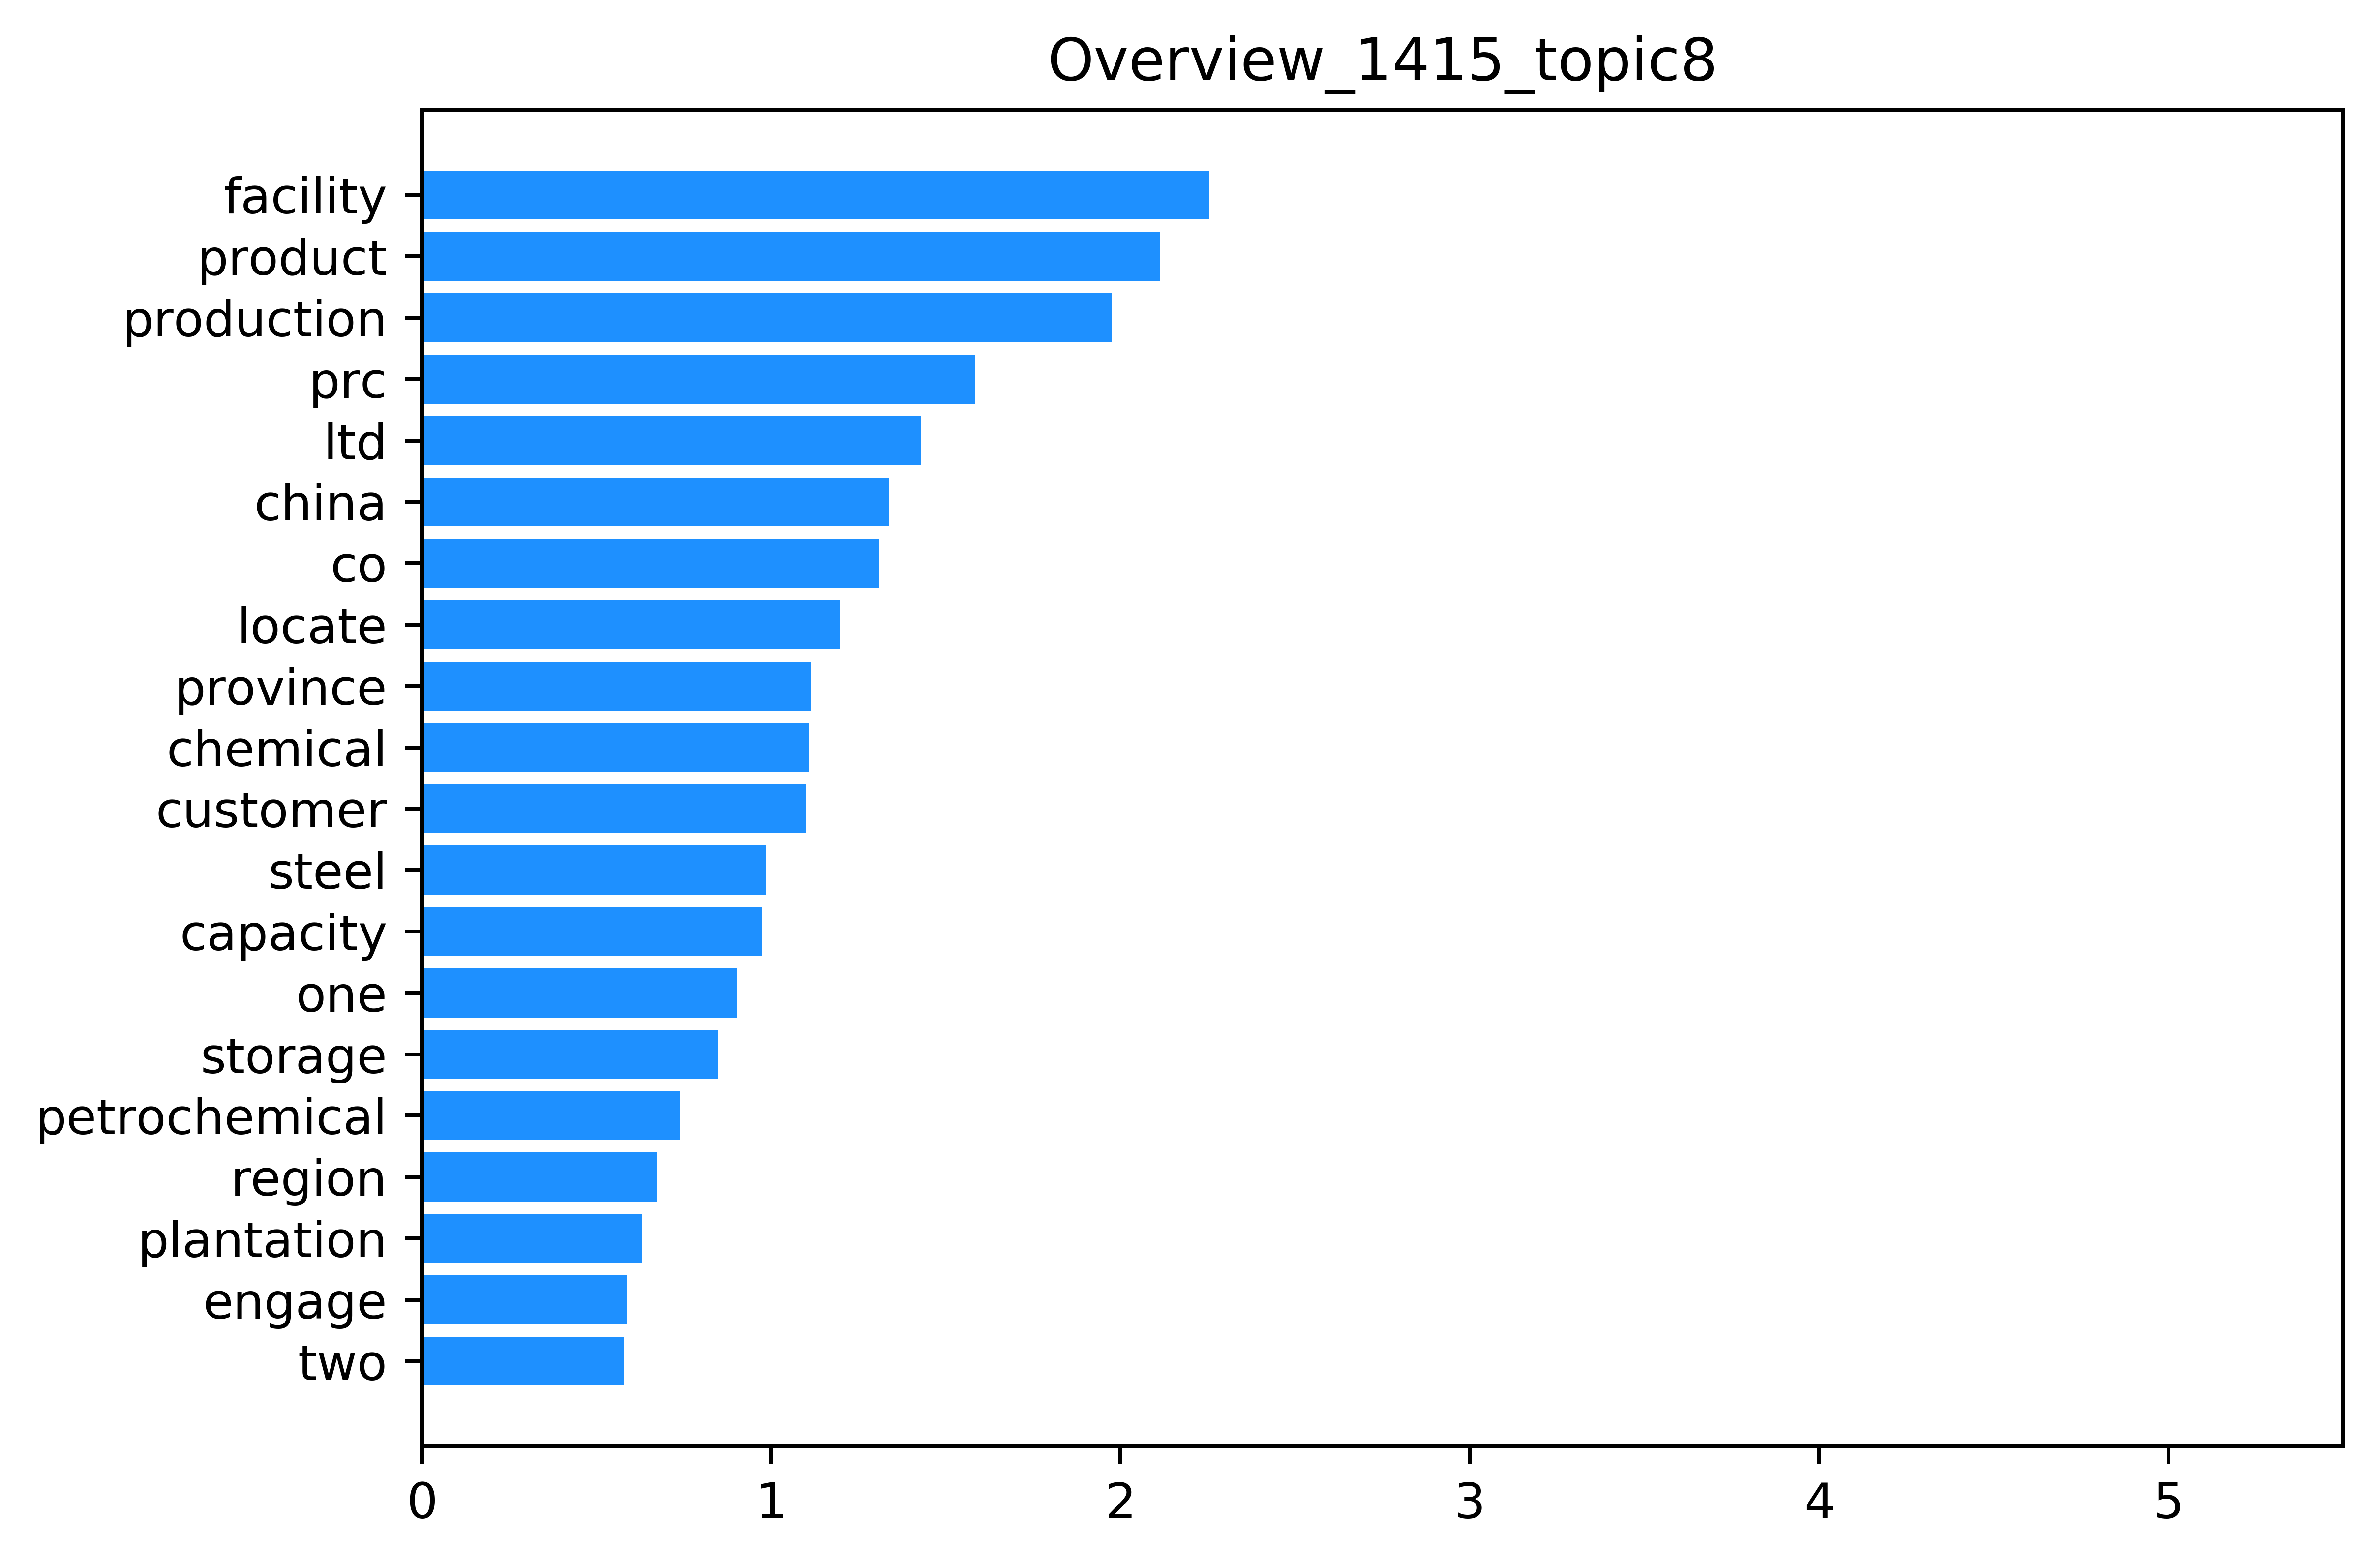 Overview_1415_topic8
facility
product
production
prc
ltd
china
co
locate
province
chemical
customer
steel
capacity
one
storage
petrochemical
region
plantation
engage
two
0 1 2 3 4 5